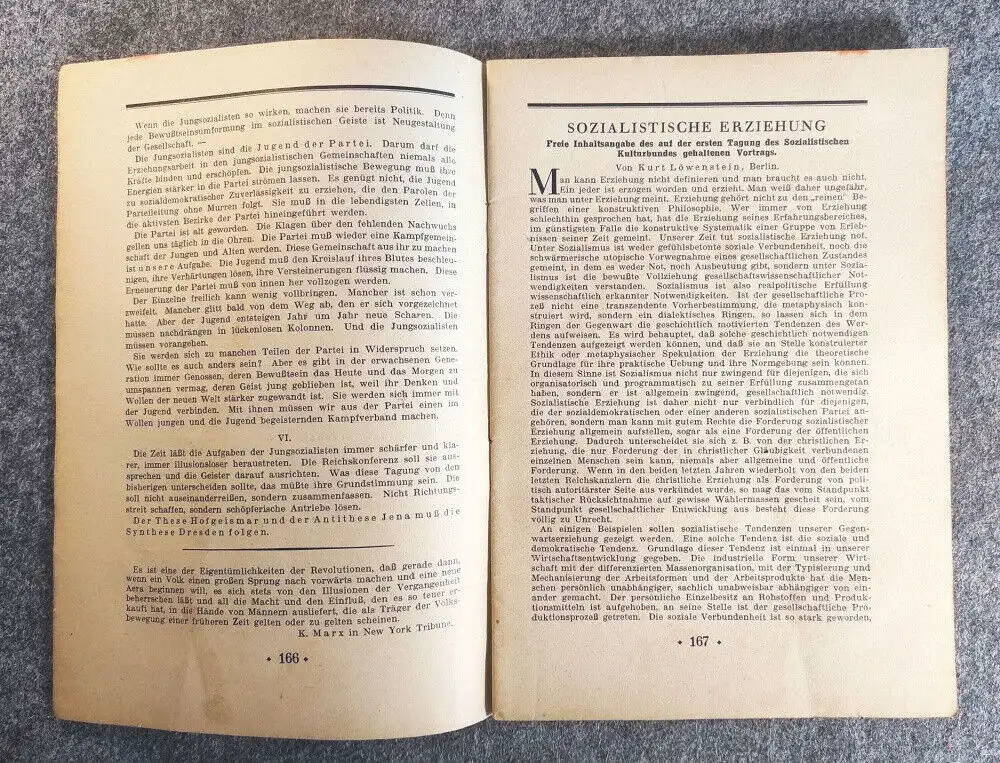 Wenn die Jungsozialisten so wirken, machen sie bereits Politik. Denn
jede Bewußtseinsumformung im sozialistischen Geiste ist Neugestaltung
der Gesellschaft. —
Die Jungsozialisten sind die Jugend der Partei. Darum darf die
Erziehungsarbeit in den jungsozialistischen Gemeinschaften niemals alle
Kräfte binden und erschöpfen. Die jungsozialistische Bewegung muß ihre
Energien stärker in die Partei strömen lassen. Es genügt nicht, die Jugend
zu sozialdemokratischer Zuverlässigkeit zu erziehen, die den Parolen der
Parteileitung ohne Murren folgt. Sie muß in die lebendigsten Zellen, in
die aktivsten Bezirke der Partei hineingeführt werden.
Die Partei ist alt geworden. Die Klagen über den fehlenden Nachwuchs
gellen uns täglich in die Ohren. Die Partei muß wieder eine Kampfgemein-
schaft der Jungen und Alten werden. Diese Gemeinschaft aus ihr zu machen
ist unsere Aufgabe. Die Jugend muß den Kreislauf ihres Blutes beschleu-
nigen, ihre Verhärtungen lösen, ihre Versteinerungen flüssig machen. Diese
Erneuerung der Partei muß von innen her vollzogen werden.
Der Einzelne freilich kann wenig vollbringen. Mancher ist schon ver-
zweifelt. Mancher glitt bald von dem Weg ab, den er sich vorgezeichnet
hatte. Aber der Jugend entsteigen Jahr um Jahr neue Scharen. Die
müssen nachdrängen in lückenlosen Kolonnen. Und die Jungsozialisten
müssen vorangehen.
Sie werden sich zu manchen Teilen der Partei in Widerspruch setzen.
Wie sollte es auch anders sein? Aber es gibt in der erwachsenen Gene-
ration immer Genossen, deren Bewußtsein das Heute und das Morgen zu
umspannen vermag, deren Geist jung geblieben ist, weil ihr Denken und
Wollen der neuen Welt stärker zugewandt ist. Sie werden sich immer mit
der Jugend verbinden. Mit ihnen müssen wir aus der Partei einen im
Wollen jungen und die Jugend begeisternden Kampfverband machen.
VI.
Die Zeit läßt die Aufgaben der Jungsozialisten immer schärfer und kla-
rer, immer illusionsloser heraustreten. Die Reichskonferenz soll sie aus-
sprechen und die Geister darauf ausrichten. Was diese Tagung von den
bisherigen unterscheiden sollte, das müßte ihre Grundstimmung sein. Die
soll nicht auseinanderreißen, sondern zusammenfassen. Nicht Richtungs-
streit schaffen, sondern schöpferische Antriebe lösen.
Der These Hofgeismar und der Antithese Jena muß die
Synthese Dresden folgen.
Es ist eine der Eigentümlichkeiten der Revolutionen, daß gerade dann,
wenn ein Volk einen großen Sprung nach vorwärts machen und eine neue
Aera beginnen will, es sich stets von den Illusionen der Vergangenheit
beherrschen läßt und all die Macht und den Einfluß, den es so teuer er-
kauft hat, in die Hände von Männern ausliefert, die als Träger der Volks-
bewegung einer früheren Zeit gelten oder zu gelten scheinen.
K. Marx in New York Tribune.
• 166 •
SOZIALISTISCHE ERZIEHUNG
Freie Inhaltsangabe des auf der ersten Tagung des Sozialistischen
Kulturbundes gehaltenen Vortrags.
Von Kurt Löwenstein, Berlin.
Man kann Erziehung nicht definieren und man braucht es auch nicht.
Ein jeder ist erzogen worden und erzieht. Man weiß daher ungefähr,
was man unter Erziehung meint. Erziehung gehört nicht zu den „reinen" Be-
griffen einer konstruktiven Philosophie. Wer immer von Erziehung
schlechthin gesprochen hat, hat die Erziehung seines Erfahrungsbereiches,
im günstigsten Falle die konstruktive Systematik einer Gruppe von Erleb-
nissen seiner Zeit gemeint. Unserer Zeit tut sozialistische Erziehung not.
Unter Sozialismus ist weder gefühlsbetonte soziale Verbundenheit, noch die
schwärmerische utopische Vorwegnahme eines gesellschaftlichen Zustandes
gemeint, in dem es weder Not, noch Ausbeutung gibt, sondern unter Sozia-
lismus ist die bewußte Vollziehung gesellschaftswissenschaftlicher Not-
wendigkeiten verstanden. Sozialismus ist also realpolitische Erfüllung
wissenschaftlich erkannter Notwendigkeiten. Ist der gesellschaftliche Pro-
zeß nicht eine transzendente Vorherbestimmung, die metaphysisch kon-
struiert wird, sondern ein dialektisches Ringen, so lassen sich in dem
Ringen der Gegenwart die geschichtlich motivierten Tendenzen des Wer-
dens aufweisen. Es wird behauptet, daß solche geschichtlich notwendigen
Tendenzen aufgezeigt werden können, und daß sie an Stelle konstruierter
Ethik oder metaphysischer Spekulation der Erziehung die theoretische
Grundlage für ihre praktische Uebung und ihre Normgebung sein können.
In diesem Sinne ist Sozialismus nicht nur zwingend für diejenigen, die sich
organisatorisch und programmatisch zu seiner Erfüllung zusammengetan
haben, sondern er ist allgemein zwingend, gesellschaftlich notwendig.
Sozialistische Erziehung ist daher nicht nur verbindlich für diejenigen,
die der sozialdemokratischen oder einer anderen sozialistischen Partei an-
gehören, sondern man kann mit gutem Rechte die Forderung sozialistischer
Erziehung allgemein aufstellen, sogar als eine Forderung der öffentlichen
Erziehung. Dadurch unterscheidet sie sich z. B. von der christlichen Er-
ziehung, die nur Forderung der in christlicher Gläubigkeit verbundenen
einzelnen Menschen sein kann, niemals aber allgemeine und öffentliche
Forderung. Wenn in den beiden letzten Jahren wiederholt von den beiden
letzten Reichskanzlern die christliche Erziehung als Forderung von poli-
tisch autoritärster Seite aus verkündet wurde, so mag das vom Standpunkt
taktischer Rücksichtnahme auf gewisse Wählermassen gescheit sein, vom
Standpunkt gesellschaftlicher Entwicklung aus besteht diese Forderung
völlig zu Unrecht.
An einigen Beispielen sollen sozialistische Tendenzen unserer Gegen-
wartserziehung gezeigt werden. Eine solche Tendenz ist die soziale und
demokratische Tendenz. Grundlage dieser Tendenz ist einmal in unserer
Wirtschaftsentwicklung gegeben. Die industrielle Form unserer Wirt-
schaft mit der differenzierten Massenorganisation, mit der Typisierung und
Mechanisierung der Arbeitsformen und der Arbeitsprodukte hat die Men-
schen persönlich unabhängiger, sachlich unabweisbar abhängiger von ein-
ander gemacht. Der persönliche Einzelbesitz an Rohstoffen und Produk-
tionsmitteln ist aufgehoben, an seine Stelle ist der gesellschaftliche Pro-
duktionsprozeß getreten. Die soziale Verbundenheit ist so stark geworden,
• 167 •